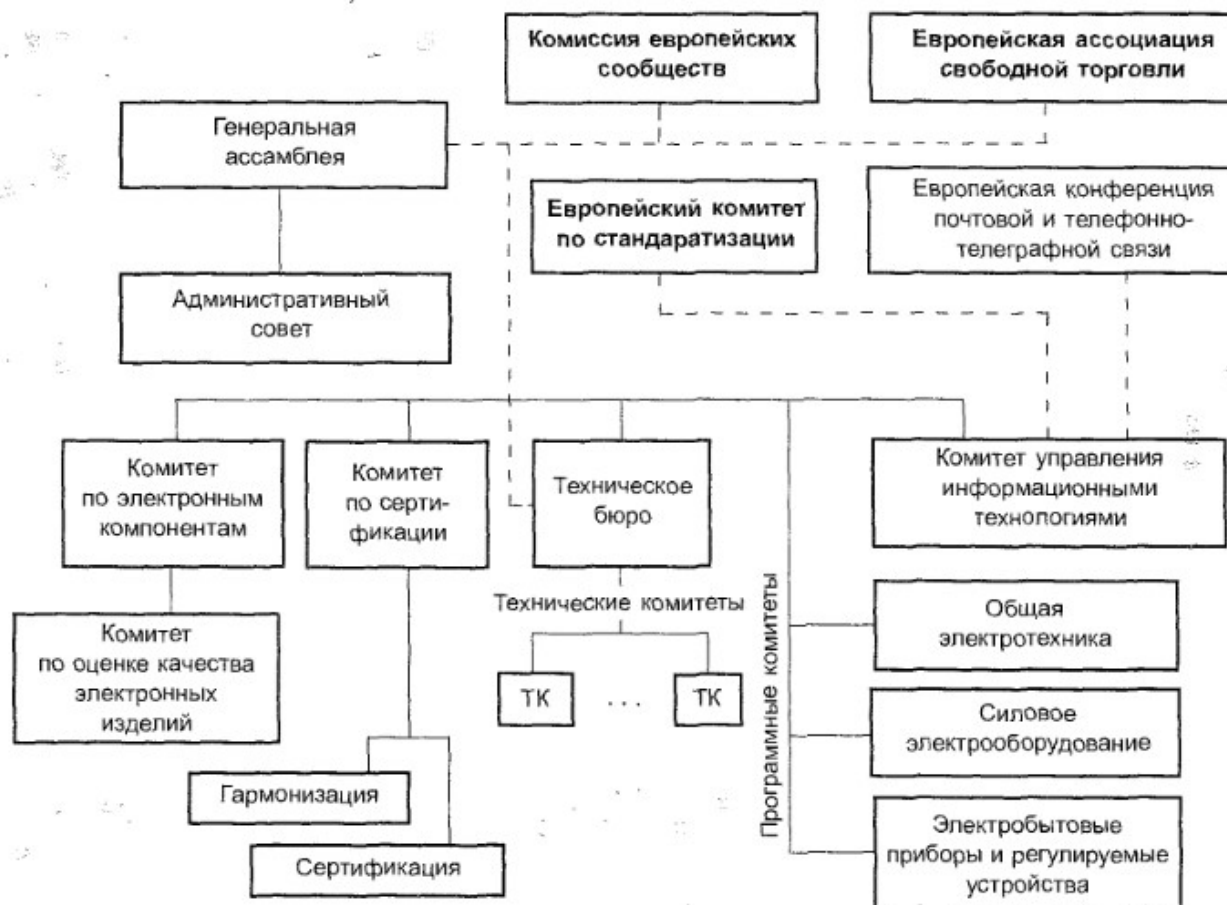 Комиссия европейских
сообществ
Европейская ассоциация
свободной торговли
Генеральная
ассамблея
Европейский комитет
по стандаратизации
Европейская конференция
почтовой и телефонно-
телеграфной связи
Административный
совет
Комитет
по электронным
компонентам
Комитет
по серти-
фикации
Техническое
бюро
Комитет управления
информационными
технологиями
Технические комитеты
Программные комитеты
Комитет
по оценке качества
электронных
изделий
ТК
...
ТК
Общая
электротехника
Силовое
электрооборудование
Гармонизация
Сертификация
Электробытовые
приборы и регулируемые
устройства